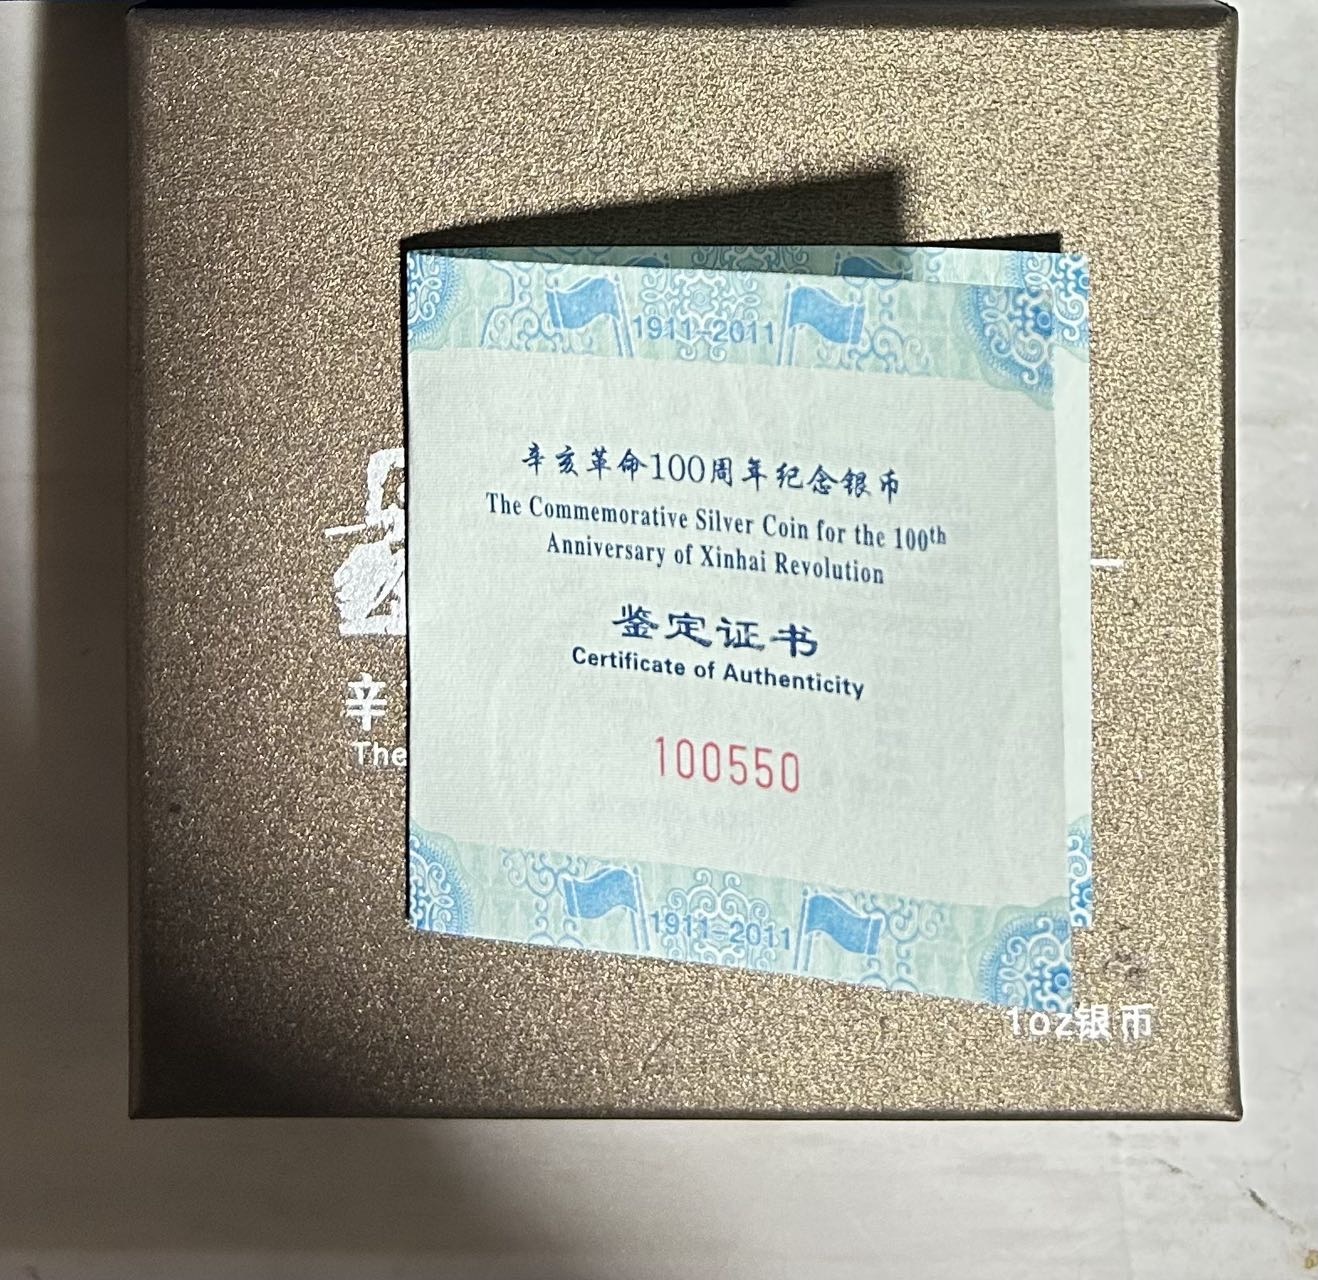 1911-2011
辛亥革命100周年纪念银币
The Commemorative Silver Coin for the 100th
Anniversary of Xinhai Revolution
鉴定证书
Certificate of Authenticity
100550
辛
The
1911-2011
1oz银币